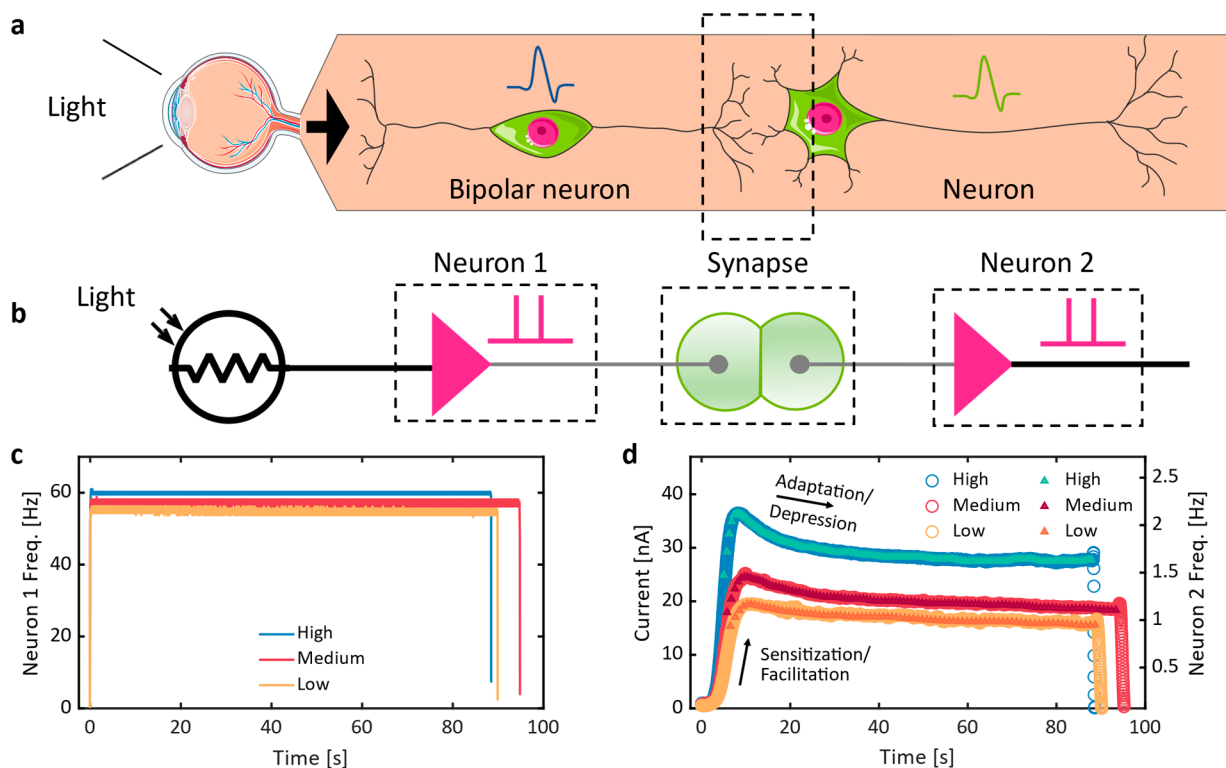 a
Light
Bipolar neuron
Neuron
b
Light
Neuron 1
Synapse
Neuron 2
c
Neuron 1 Freq. [Hz]
60
40
20
0
High
Medium
Low
0
20
40
60
80
100
Time [s]
d
Current [nA]
40
30
20
10
0
Adaptation/
Depression
Sensitization/
Facilitation
High
Medium
Low
High
Medium
Low
2.5
2
1.5
1
0.5
Neuron 2 Freq. [Hz]
0
20
40
60
80
100
Time [s]